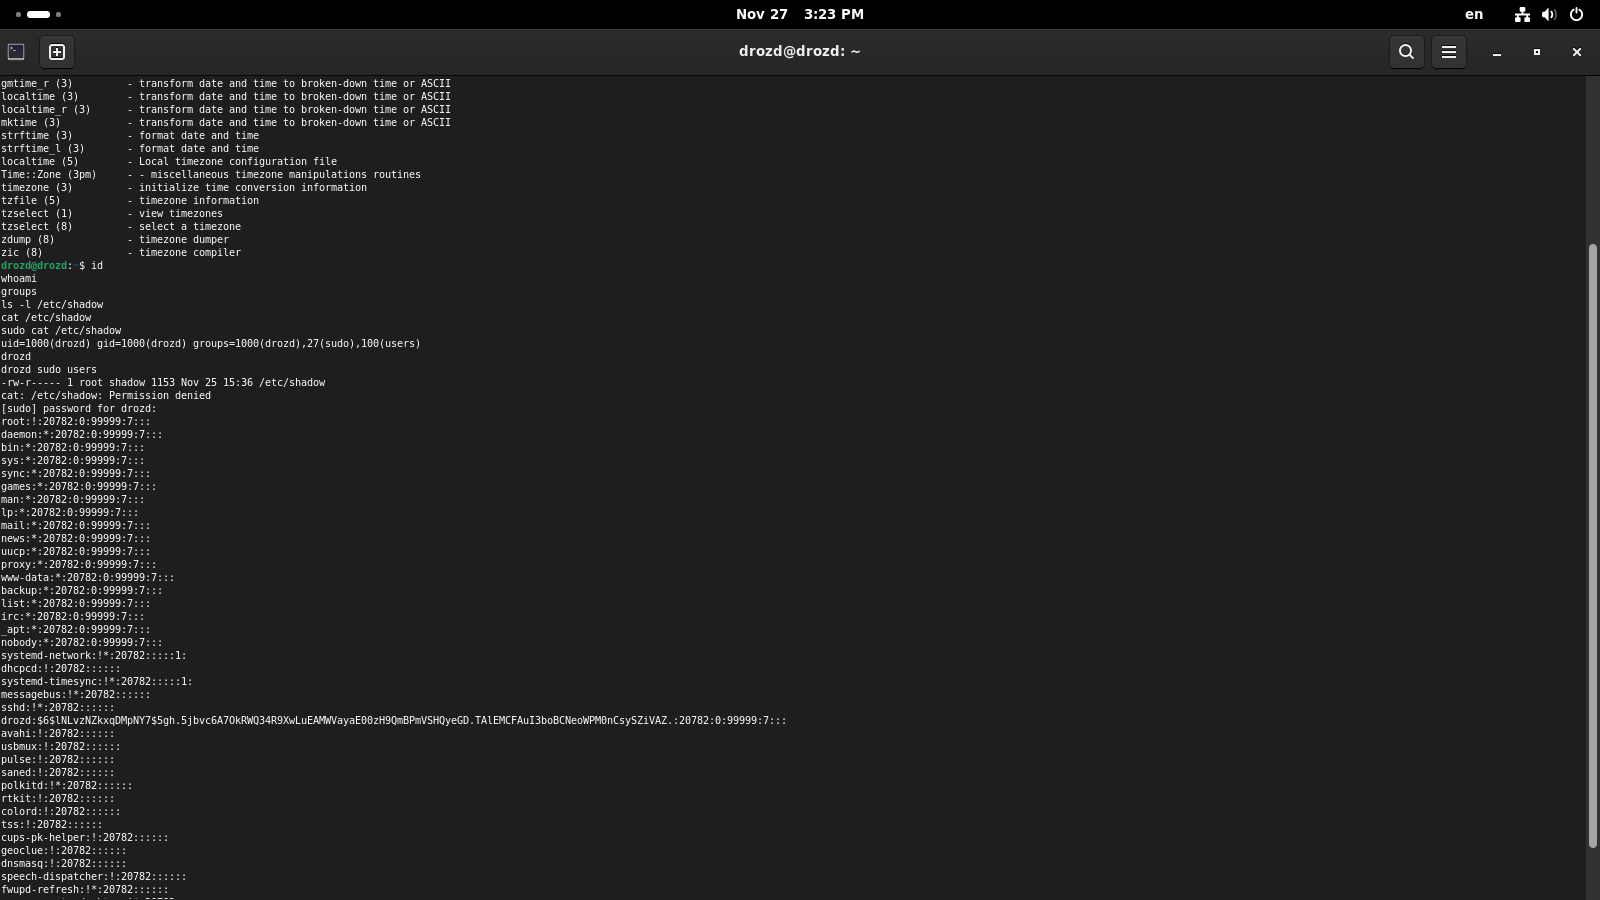 Nov 27 3:23 PM
en
drozd@drozd: ~
gmtime_r (3)         - transform date and time to broken-down time or ASCII
localtime (3)        - transform date and time to broken-down time or ASCII
localtime_r (3)      - transform date and time to broken-down time or ASCII
mktime (3)           - transform date and time to broken-down time or ASCII
strftime (3)         - format date and time
strftime_l (3)       - format date and time
localtime (5)        - Local timezone configuration file
Time::Zone (3pm)     - - miscellaneous timezone manipulations routines
timezone (3)         - initialize time conversion information
tzfile (5)           - timezone information
tzselect (1)         - view timezones
tzselect (8)         - select a timezone
zdump (8)            - timezone dumper
zic (8)              - timezone compiler
drozd@drozd:~$ id
whoami
groups
ls -l /etc/shadow
cat /etc/shadow
sudo cat /etc/shadow
uid=1000(drozd) gid=1000(drozd) groups=1000(drozd),27(sudo),100(users)
drozd
drozd sudo users
-rw-r----- 1 root shadow 1153 Nov 25 15:36 /etc/shadow
cat: /etc/shadow: Permission denied
[sudo] password for drozd:
root:!:20782:0:99999:7:::
daemon:*:20782:0:99999:7:::
bin:*:20782:0:99999:7:::
sys:*:20782:0:99999:7:::
sync:*:20782:0:99999:7:::
games:*:20782:0:99999:7:::
man:*:20782:0:99999:7:::
lp:*:20782:0:99999:7:::
mail:*:20782:0:99999:7:::
news:*:20782:0:99999:7:::
uucp:*:20782:0:99999:7:::
proxy:*:20782:0:99999:7:::
www-data:*:20782:0:99999:7:::
backup:*:20782:0:99999:7:::
list:*:20782:0:99999:7:::
irc:*:20782:0:99999:7:::
_apt:*:20782:0:99999:7:::
nobody:*:20782:0:99999:7:::
systemd-network:!*:20782:::::1:
dhcpcd:!:20782::::::
systemd-timesync:!*:20782:::::1:
messagebus:!*:20782::::::
sshd:!*:20782::::::
drozd:$6$lNLvzNZkxqDMpNY7$5gh.5jbvc6A7OkRWQ34R9XwLuEAMWVayaE00zH9QmBPmVSHQyeGD.TAlEMCFAuI3boBCNeoWPM0nCsySZiVAZ.:20782:0:99999:7:::
avahi:!:20782::::::
usbmux:!:20782::::::
pulse:!:20782::::::
saned:!:20782::::::
polkitd:!*:20782::::::
rtkit:!:20782::::::
colord:!:20782::::::
tss:!:20782::::::
cups-pk-helper:!:20782::::::
geoclue:!:20782::::::
dnsmasq:!:20782::::::
speech-dispatcher:!:20782::::::
fwupd-refresh:!*:20782::::::